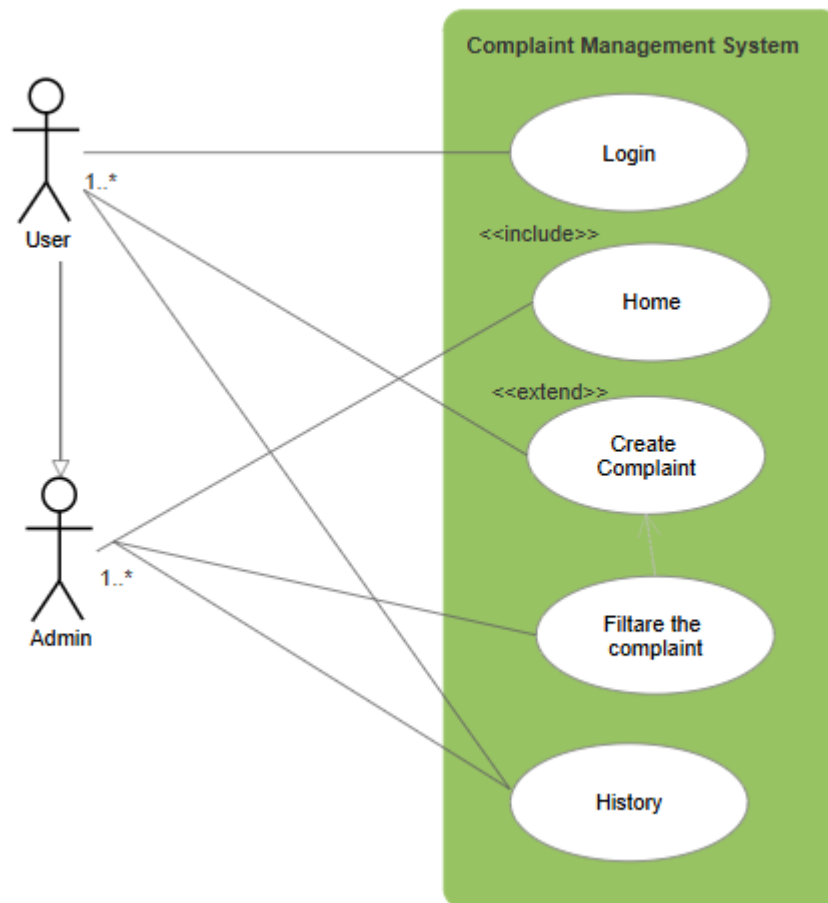 Complaint Management System
Login
1..*
User
<<include>>
Home
<<extend>>
Create
Complaint
1..*
Admin
Filtare the
complaint
History